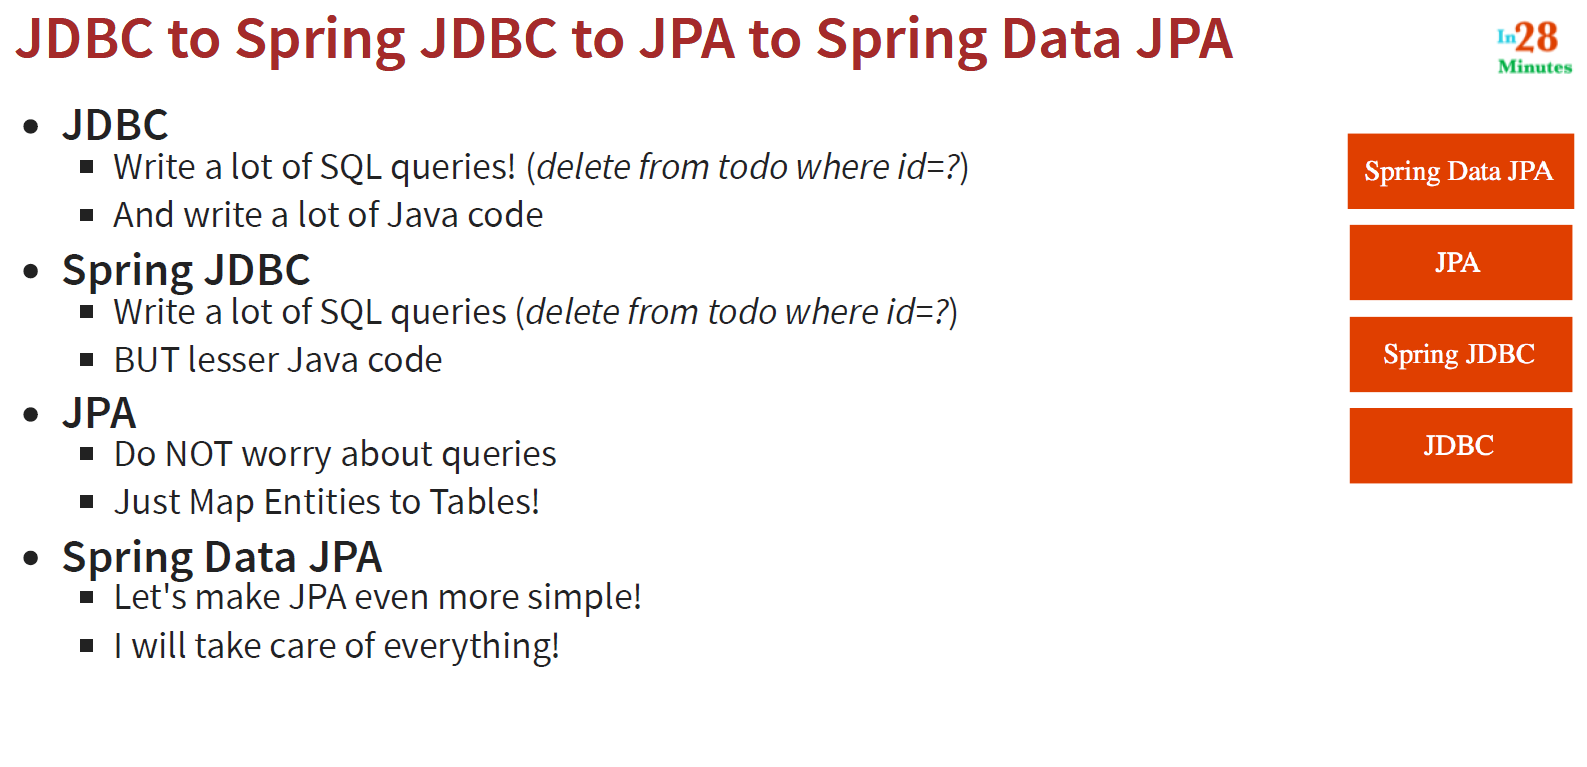 JDBC to Spring JDBC to JPA to Spring Data JPA
In28
Minutes
JDBC
Write a lot of SQL queries! (delete from todo where id=?)
And write a lot of Java code
Spring JDBC
Write a lot of SQL queries (delete from todo where id=?)
BUT lesser Java code
JPA
Do NOT worry about queries
Just Map Entities to Tables!
Spring Data JPA
Let's make JPA even more simple!
I will take care of everything!
Spring Data JPA
JPA
Spring JDBC
JDBC